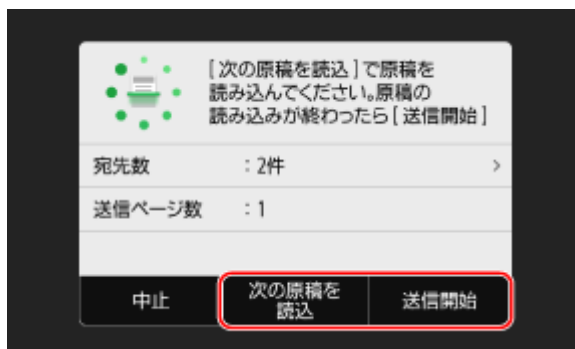 [次の原稿を読込]で原稿を
読み込んでください。原稿の
読み込みが終わったら[送信開始]
宛先数 :2件 >
送信ページ数 :1
中止
次の原稿を
読込
送信開始